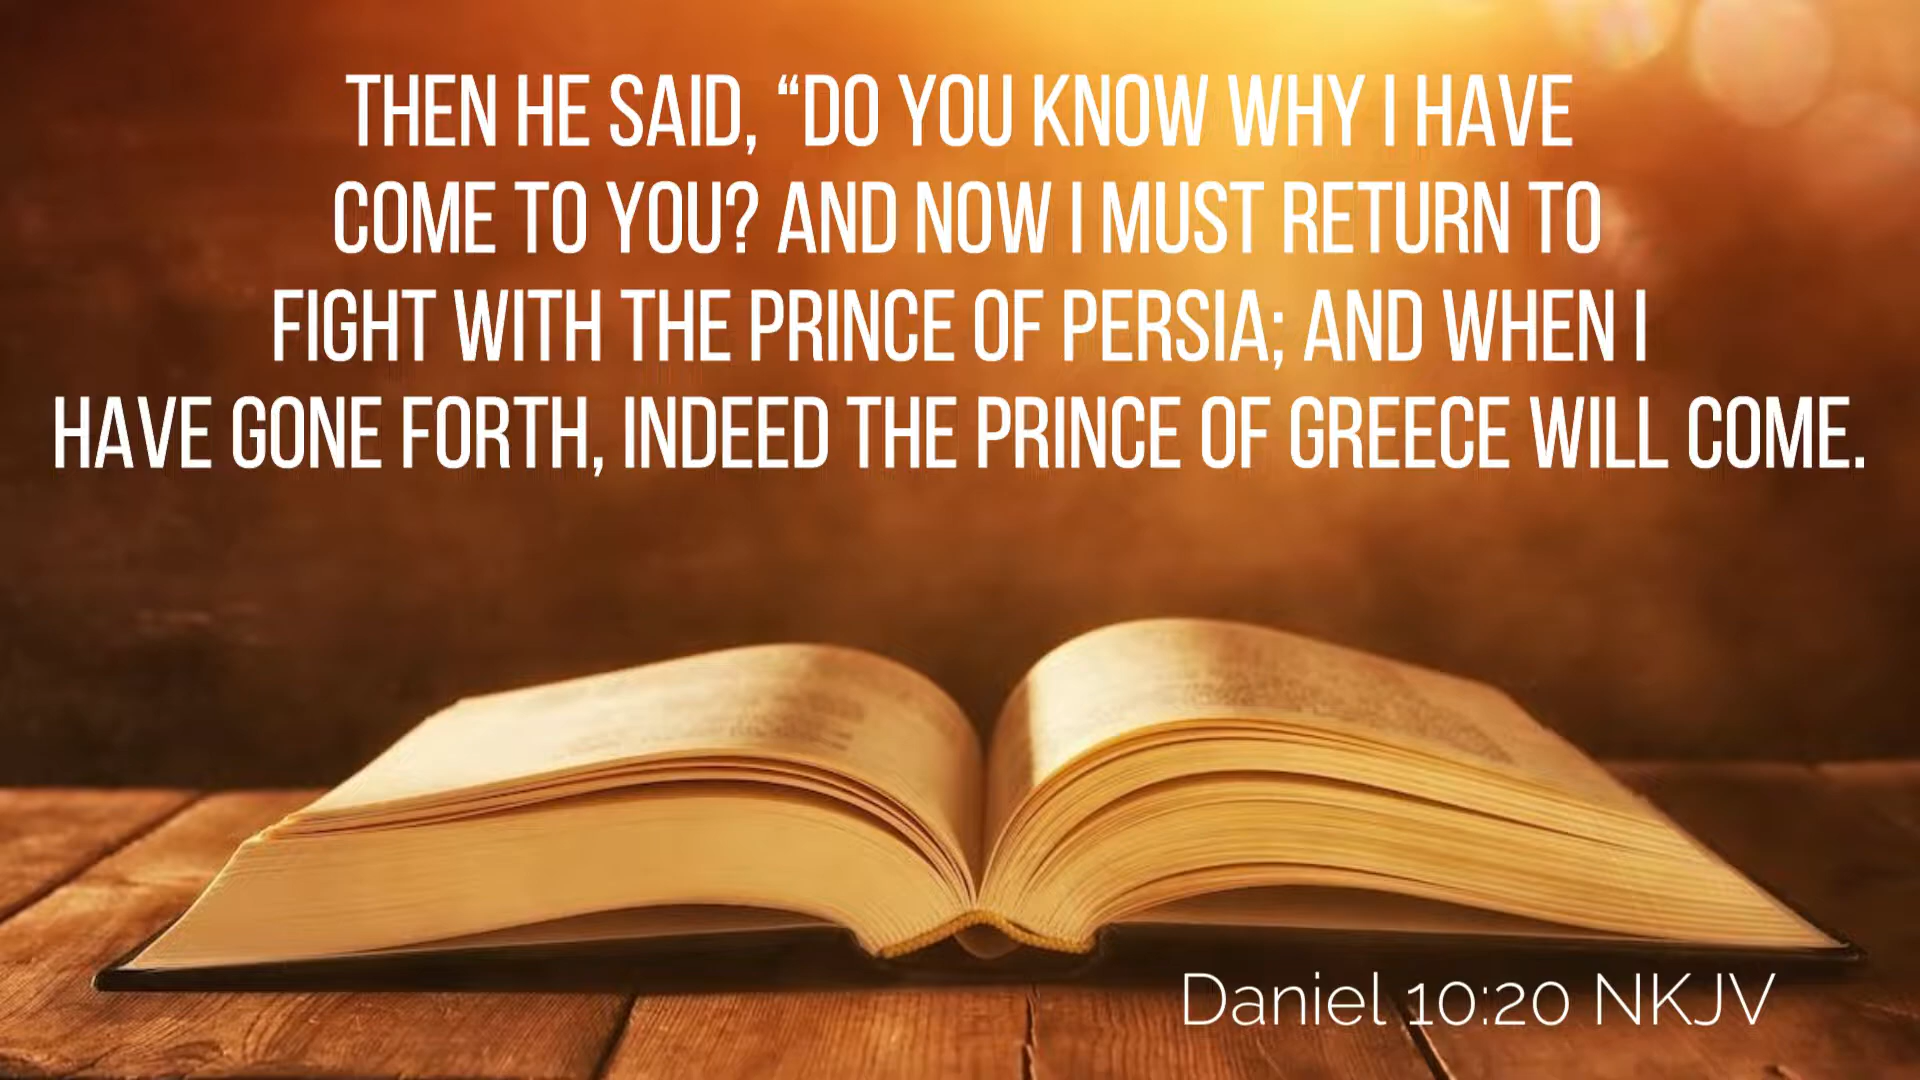 THEN HE SAID, “DO YOU KNOW WHY I HAVE
COME TO YOU? AND NOW I MUST RETURN TO
FIGHT WITH THE PRINCE OF PERSIA; AND WHEN I
HAVE GONE FORTH, INDEED THE PRINCE OF GREECE WILL COME.
Daniel 10:20 NKJV